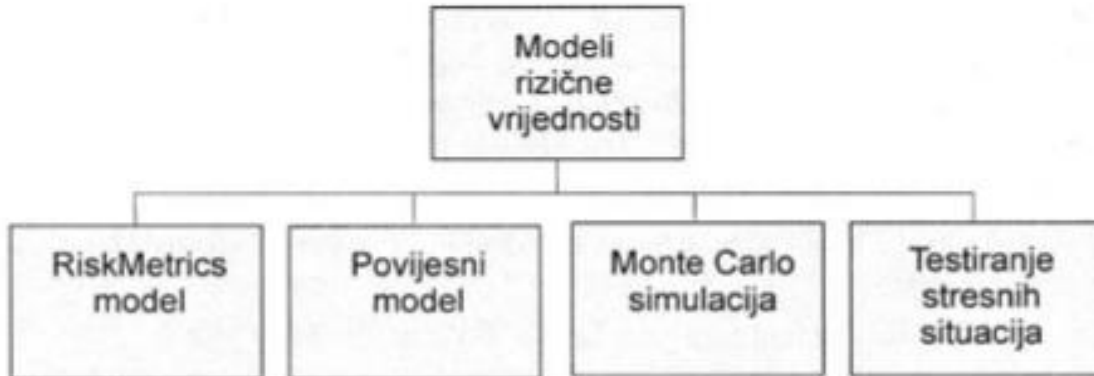 Modeli
rizične
vrijednosti
RiskMetrics
model
Povijesni
model
Monte Carlo
simulacija
Testiranje
stresnih
situacija